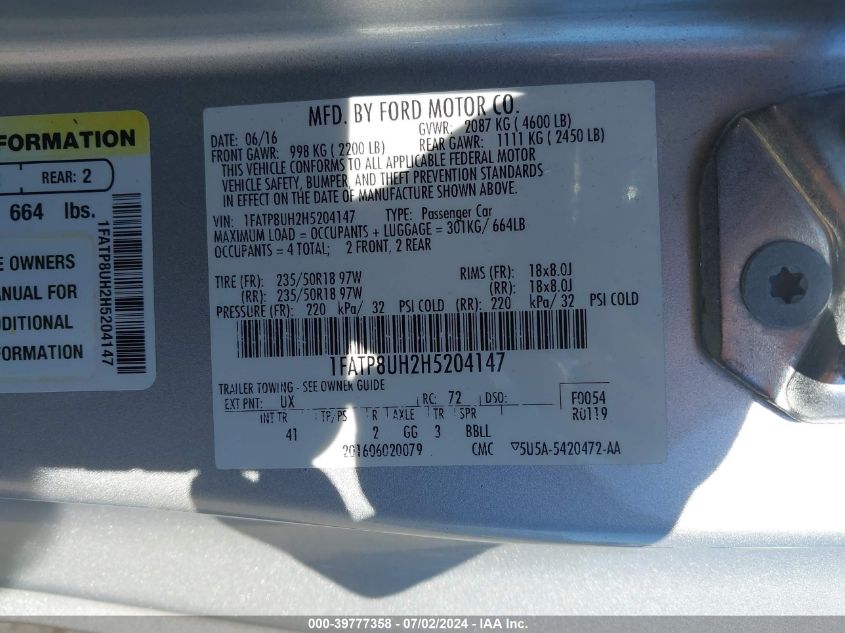 FORMATION
REAR: 2
664 lbs.
E OWNERS
ANUAL FOR
DDITIONAL
FORMATION
1FATP8UH2H5204147
MFD. BY FORD MOTOR CO.
DATE: 06/16 GVWR: 2087 KG ( 4600 LB)
FRONT GAWR: 998 KG ( 2200 LB) REAR GAWR: 1111 KG ( 2450 LB)
THIS VEHICLE CONFORMS TO ALL APPLICABLE FEDERAL MOTOR
VEHICLE SAFETY, BUMPER, AND THEFT PREVENTION STANDARDS
IN EFFECT ON THE DATE OF MANUFACTURE SHOWN ABOVE.
VIN: 1FATP8UH2H5204147 TYPE: Passenger Car
MAXIMUM LOAD = OCCUPANTS + LUGGAGE = 301KG/ 664LB
OCCUPANTS = 4 TOTAL; 2 FRONT, 2 REAR
TIRE (FR): 235/50R18 97W RIMS (FR): 18x8.0J
(RR): 235/50R18 97W (RR): 18x8.0J
PRESSURE (FR): 220 kPa/ 32 PSI COLD (RR): 220 kPa/ 32 PSI COLD
1FATP8UH2H5204147
TRAILER TOWING - SEE OWNER GUIDE
EXT PNT: UX RC: 72 DSO: F0054
INT TR TP/PS R AXLE TR SPR R0119
41 2 GG 3 BBLL
201606020079 CMC ▽5U5A-5420472-AA
000-39777358 - 07/02/2024 - IAA Inc.